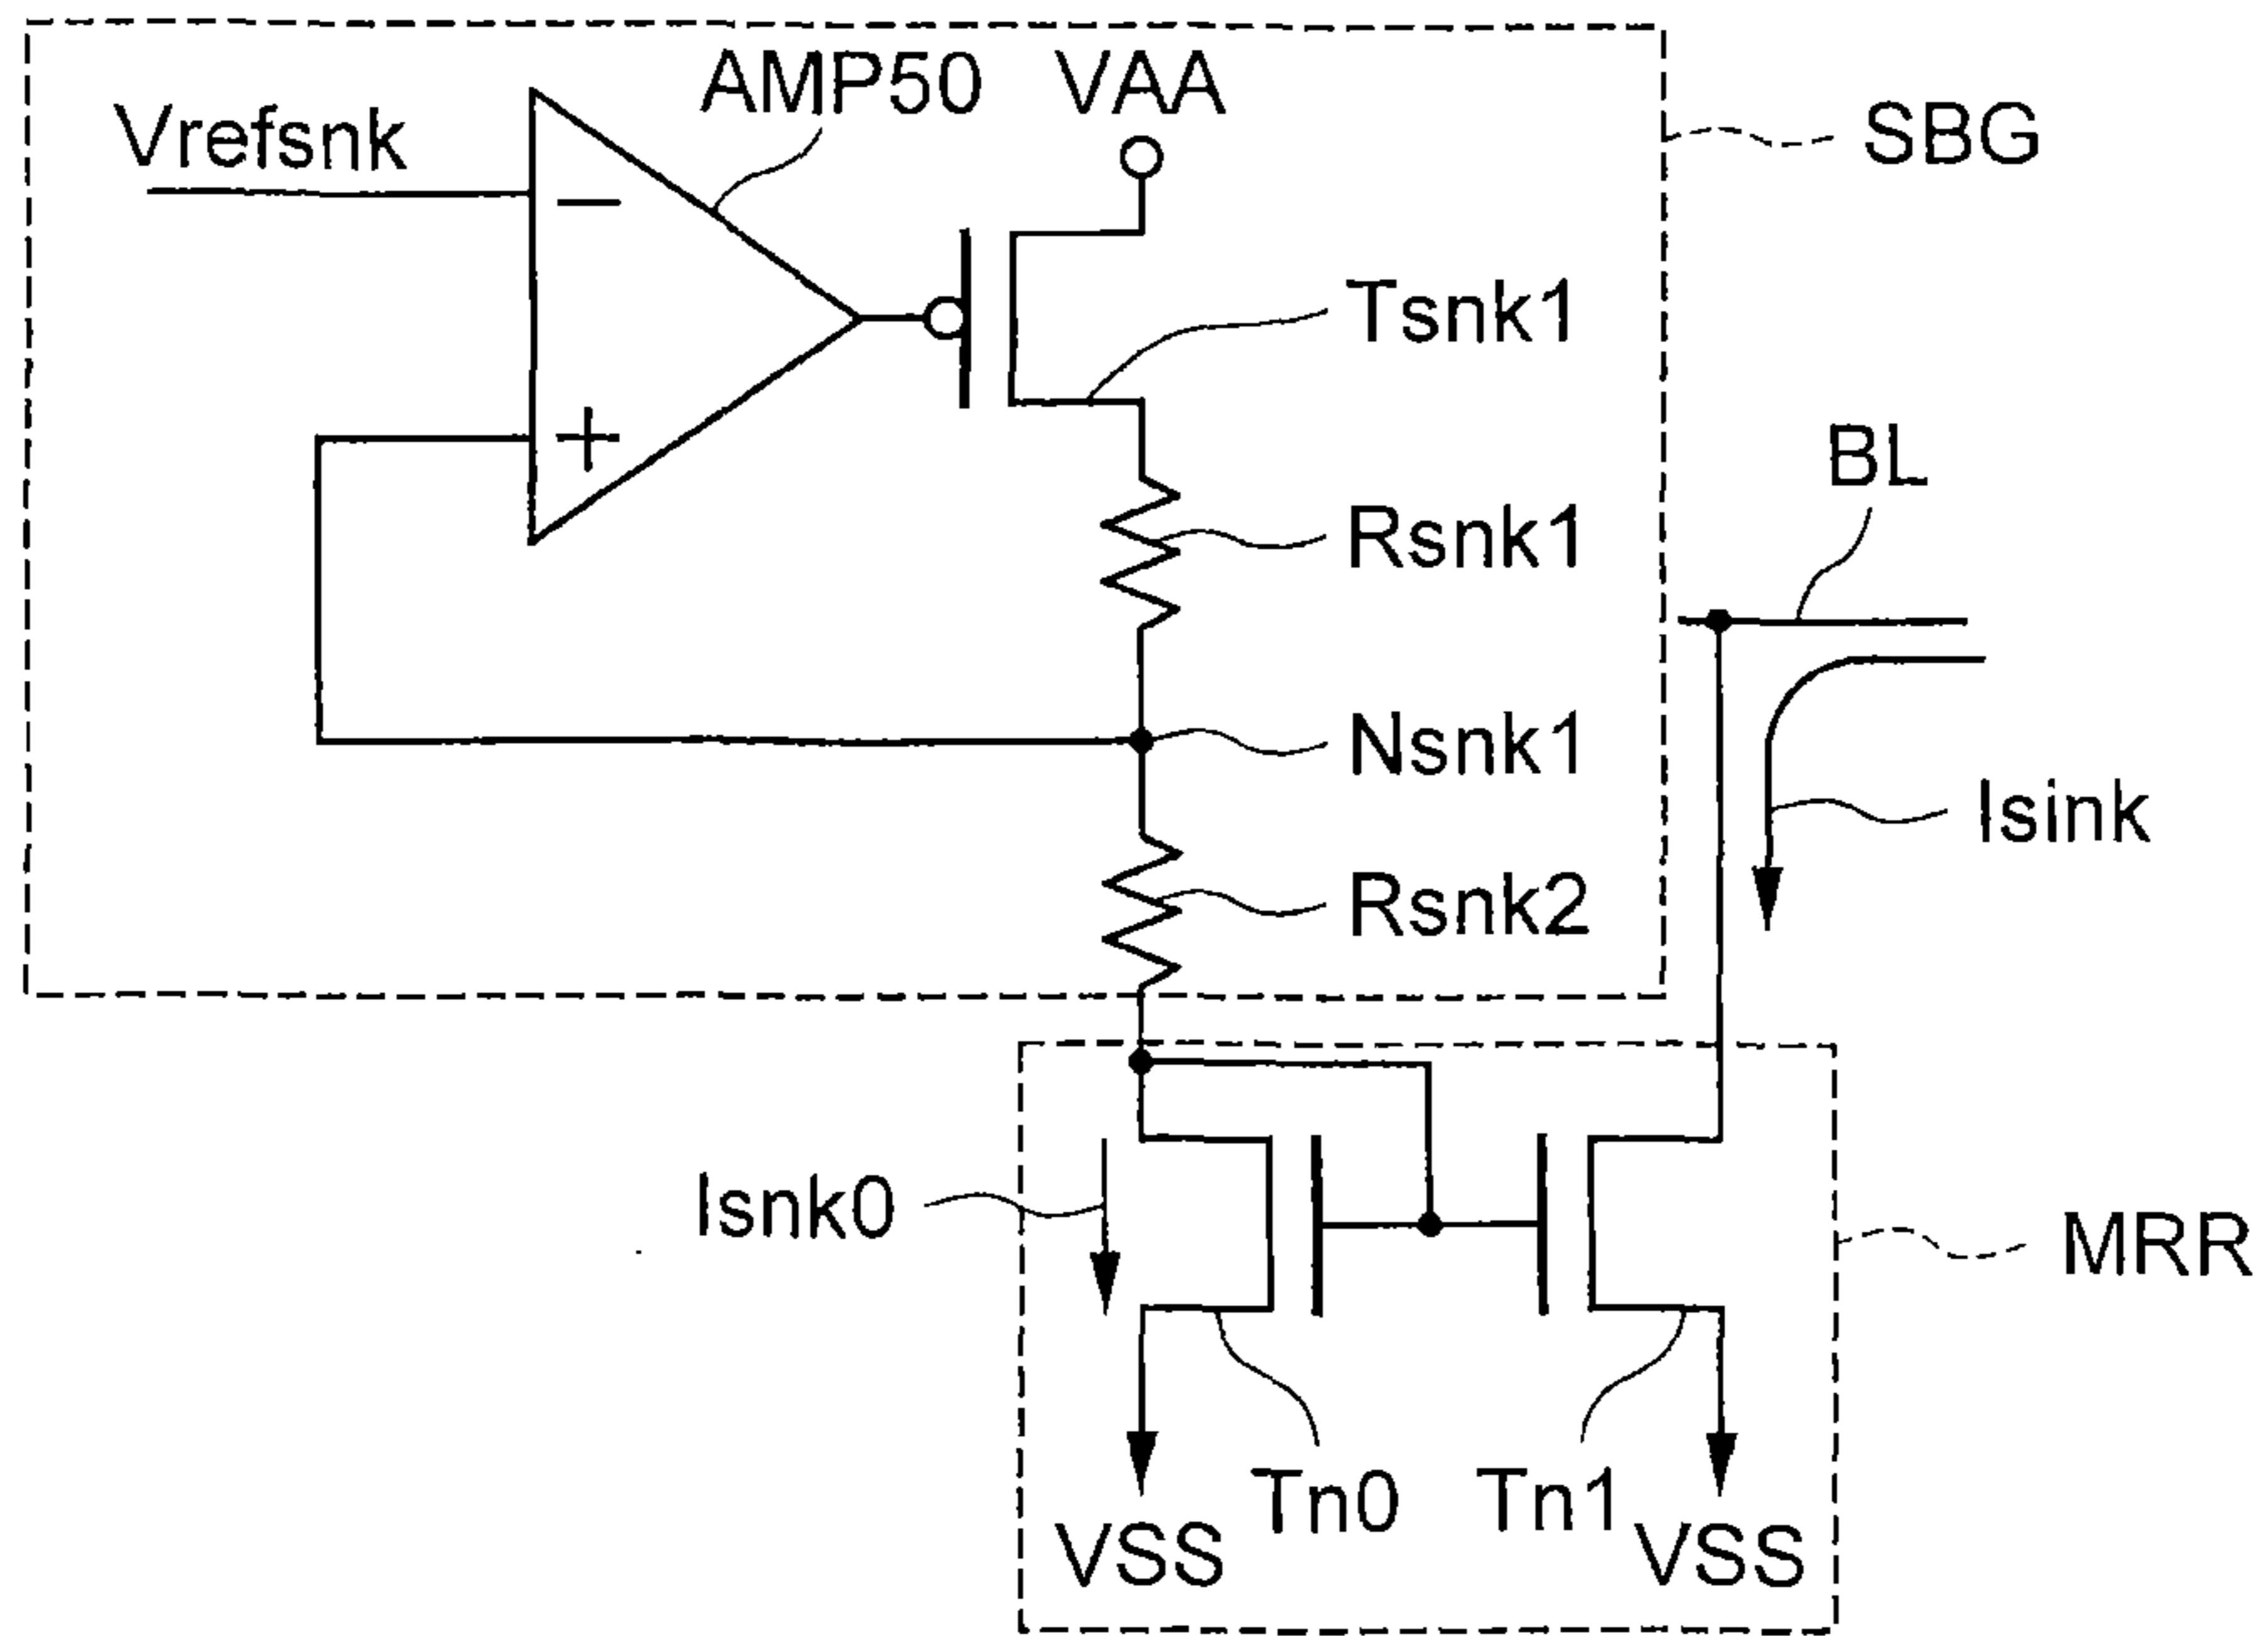 AMP50
VAA
Vrefsnk
−
SBG
Tsnk1
+
BL
Rsnk1
Nsnk1
Isink
Rsnk2
Isnk0
MRR
Tn0
Tn1
VSS
VSS